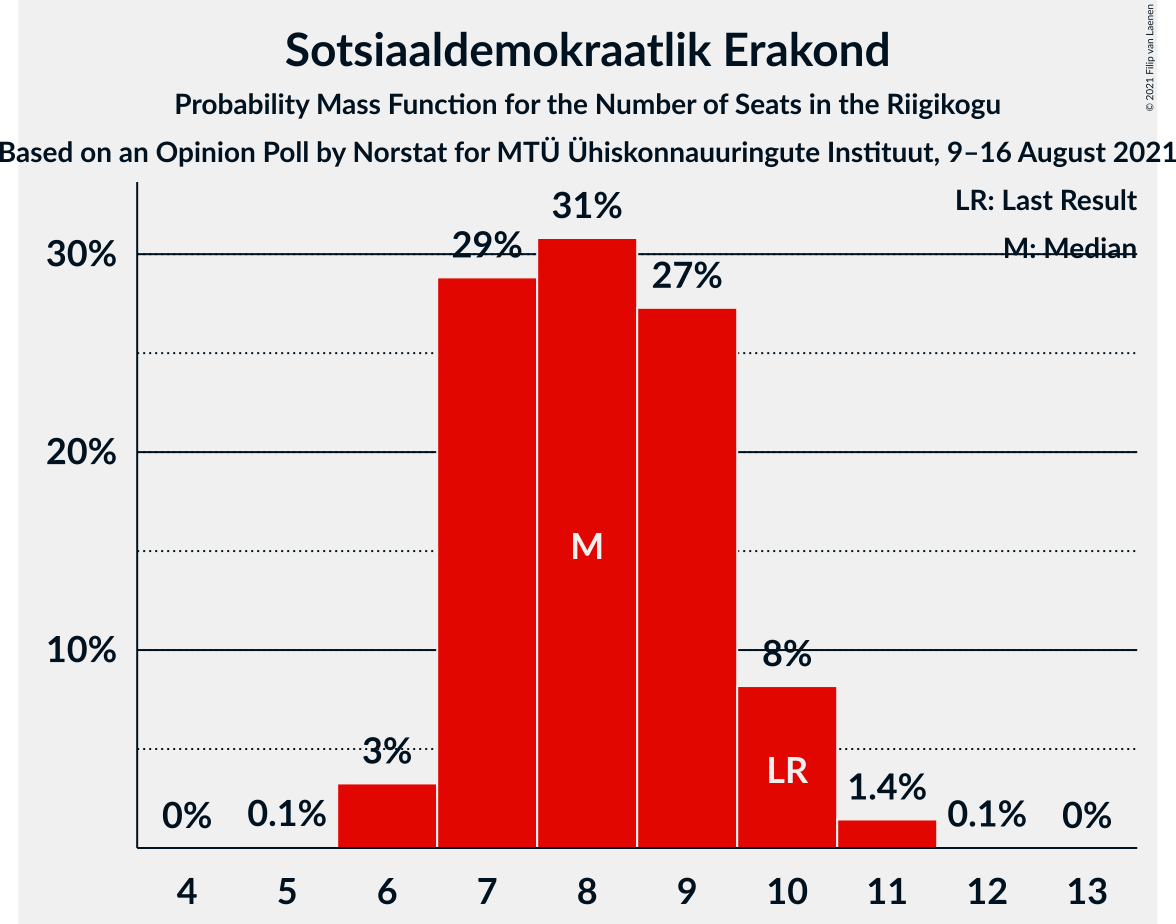 Sotsiaaldemokraatlik Erakond
Probability Mass Function for the Number of Seats in the Riigikogu
Based on an Opinion Poll by Norstat for MTÜ Ühiskonnauuringute Instituut, 9–16 August 2021
© 2021 Filip van Laenen
LR: Last Result
M: Median
30%
20%
10%
0%
0.1%
3%
29%
31%
27%
8%
1.4%
0.1%
0%
M
LR
4 5 6 7 8 9 10 11 12 13